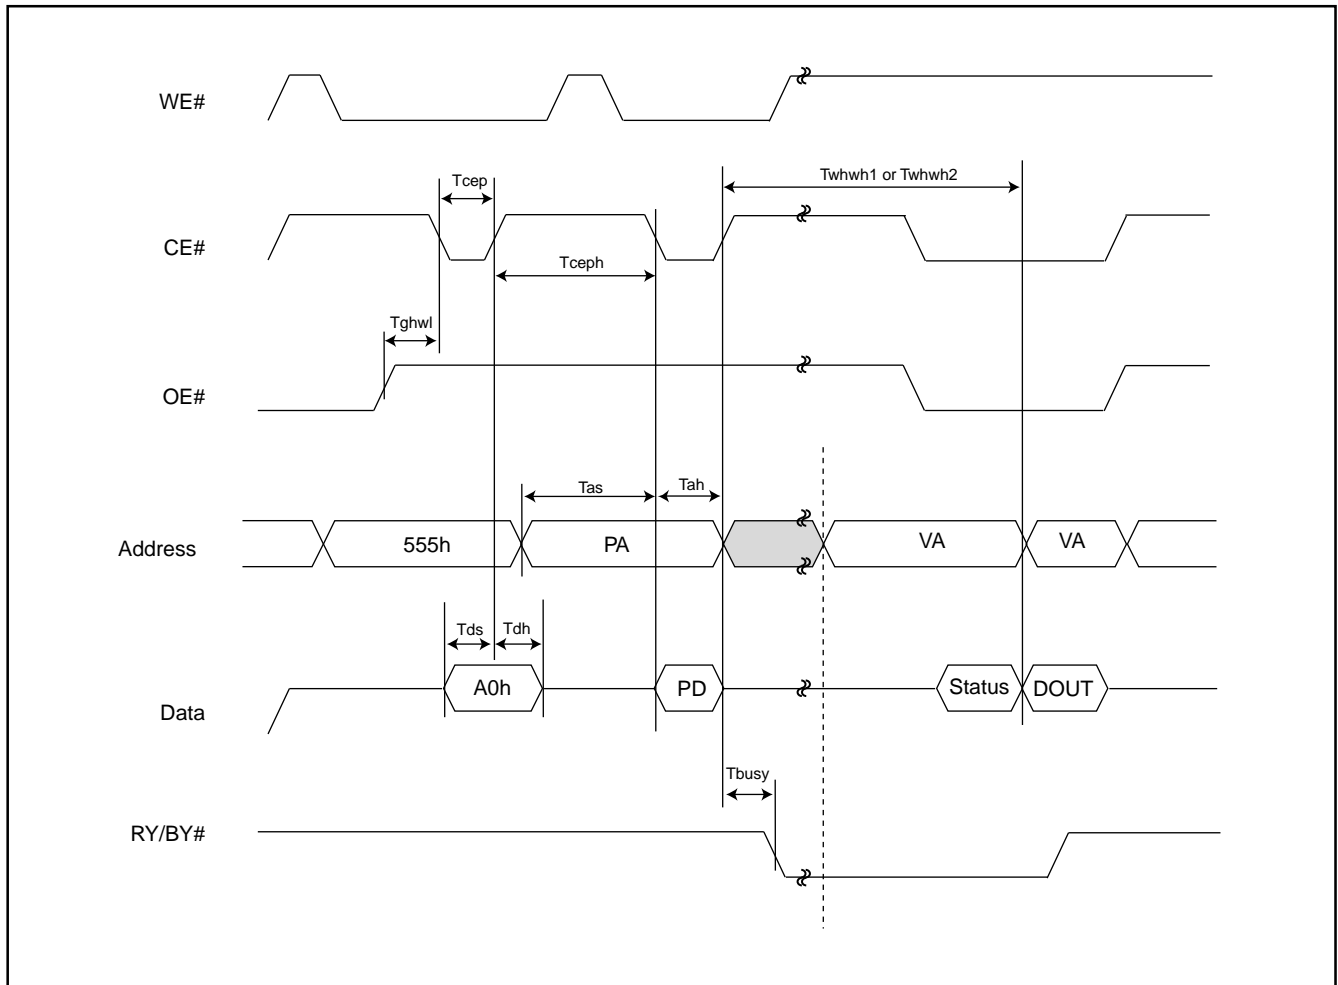 WE#
Twhwh1 or Twhwh2
Tcep
CE#
Tceph
Tghwl
OE#
Tas
Tah
Address
555h
PA
VA
VA
Tds
Tdh
Data
A0h
PD
Status
DOUT
Tbusy
RY/BY#